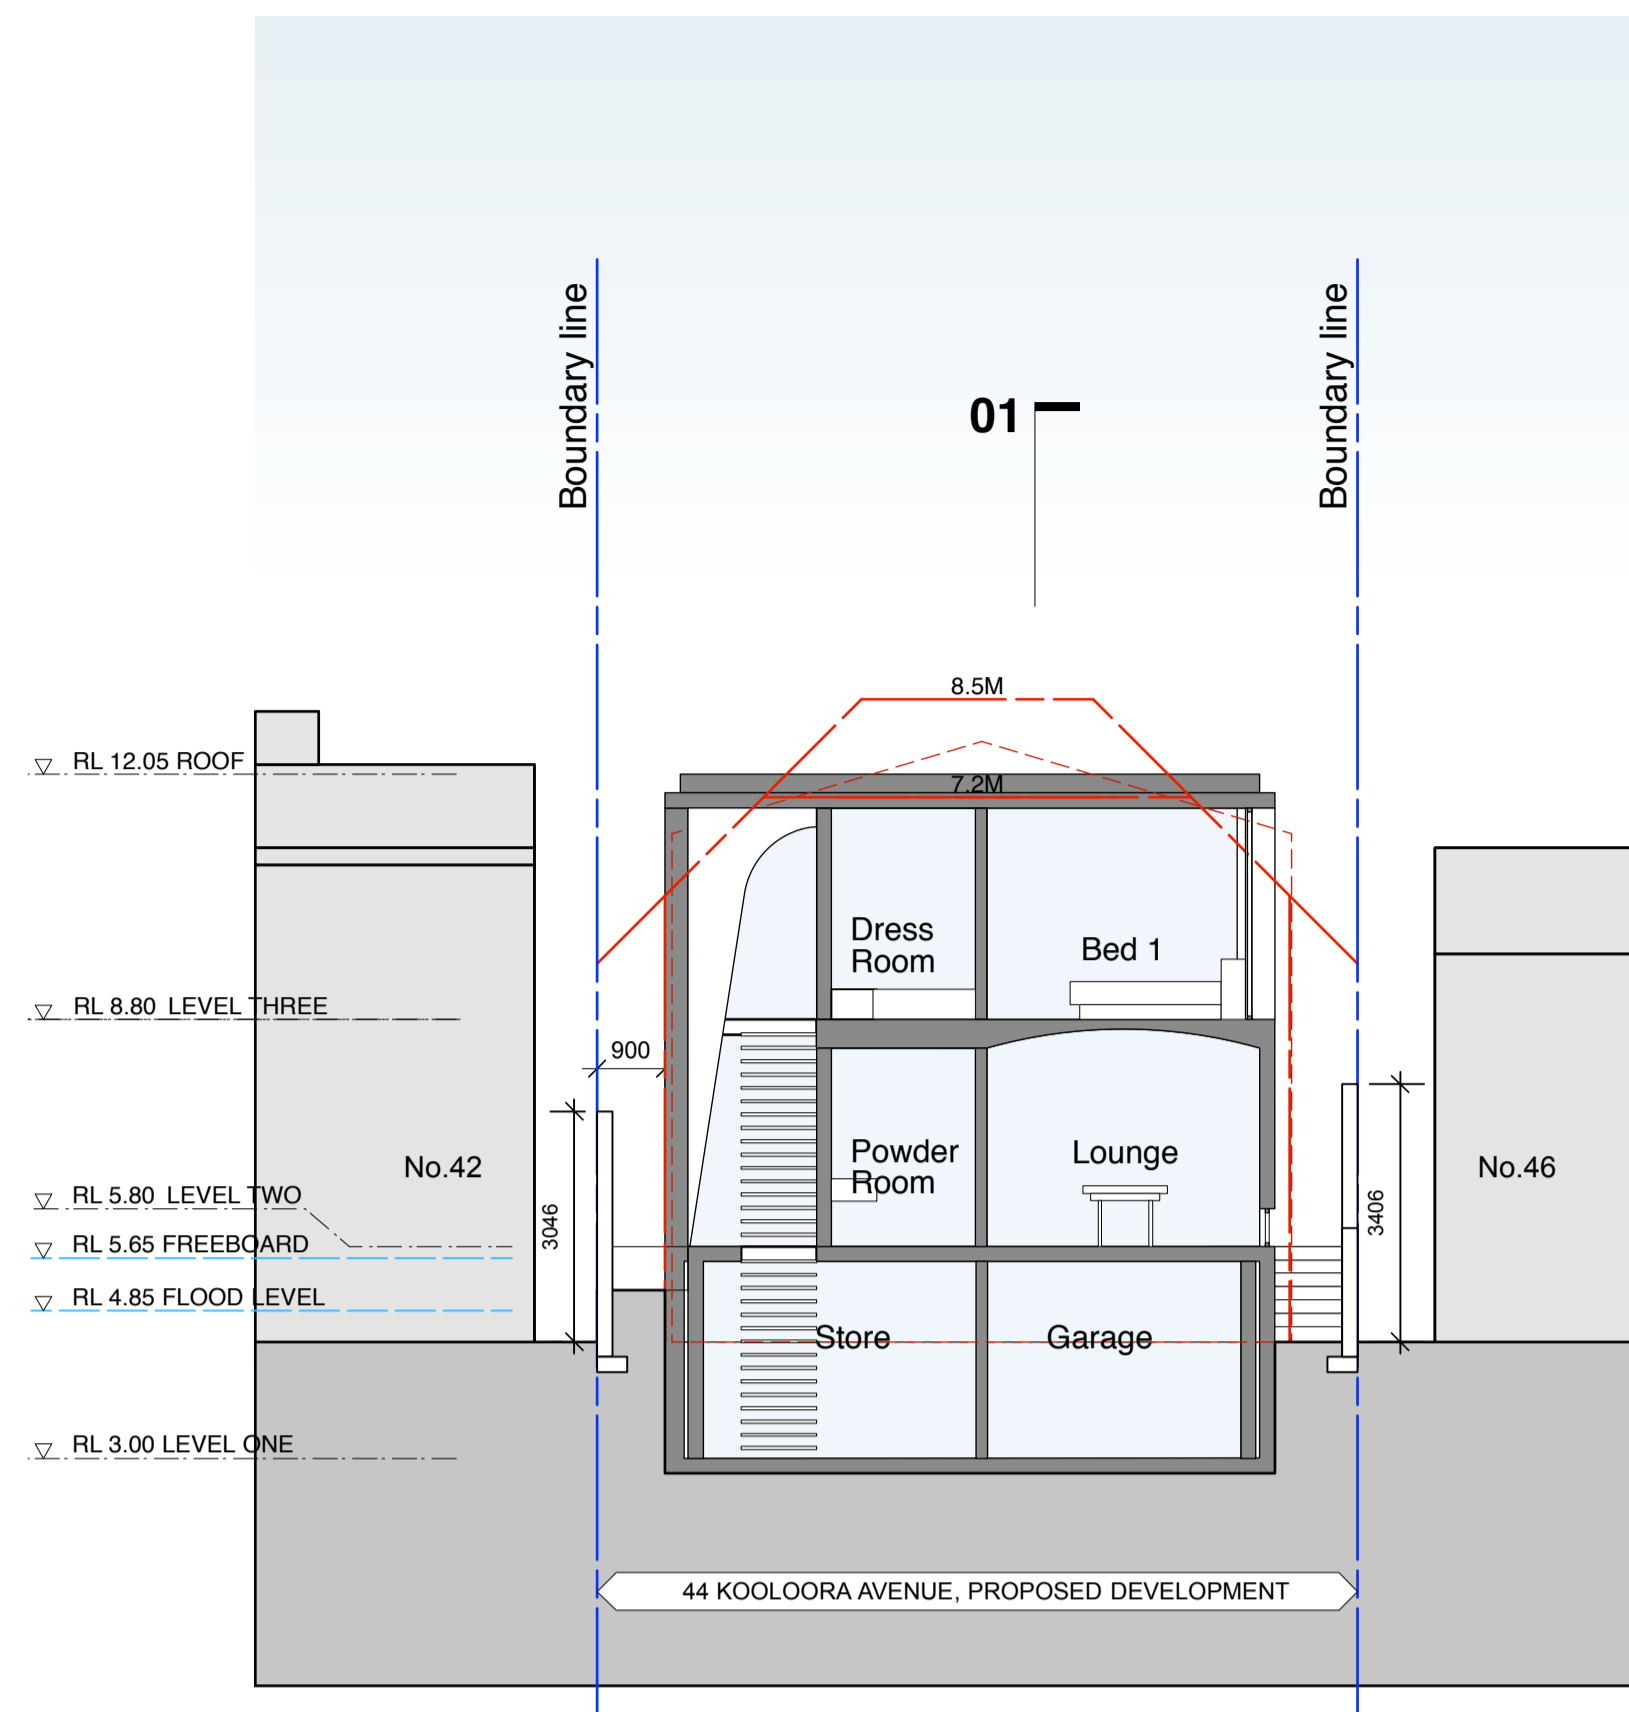 Boundary line
Boundary line
01
8.5M
RL 12.05 ROOF
7.2M
Dress
Room
Bed 1
RL 8.80 LEVEL THREE
900
No.42
3046
Powder
Room
Lounge
3406
No.46
RL 5.80 LEVEL TWO
RL 5.65 FREEBOARD
RL 4.85 FLOOD LEVEL
Store
Garage
RL 3.00 LEVEL ONE
44 KOOLOORA AVENUE, PROPOSED DEVELOPMENT